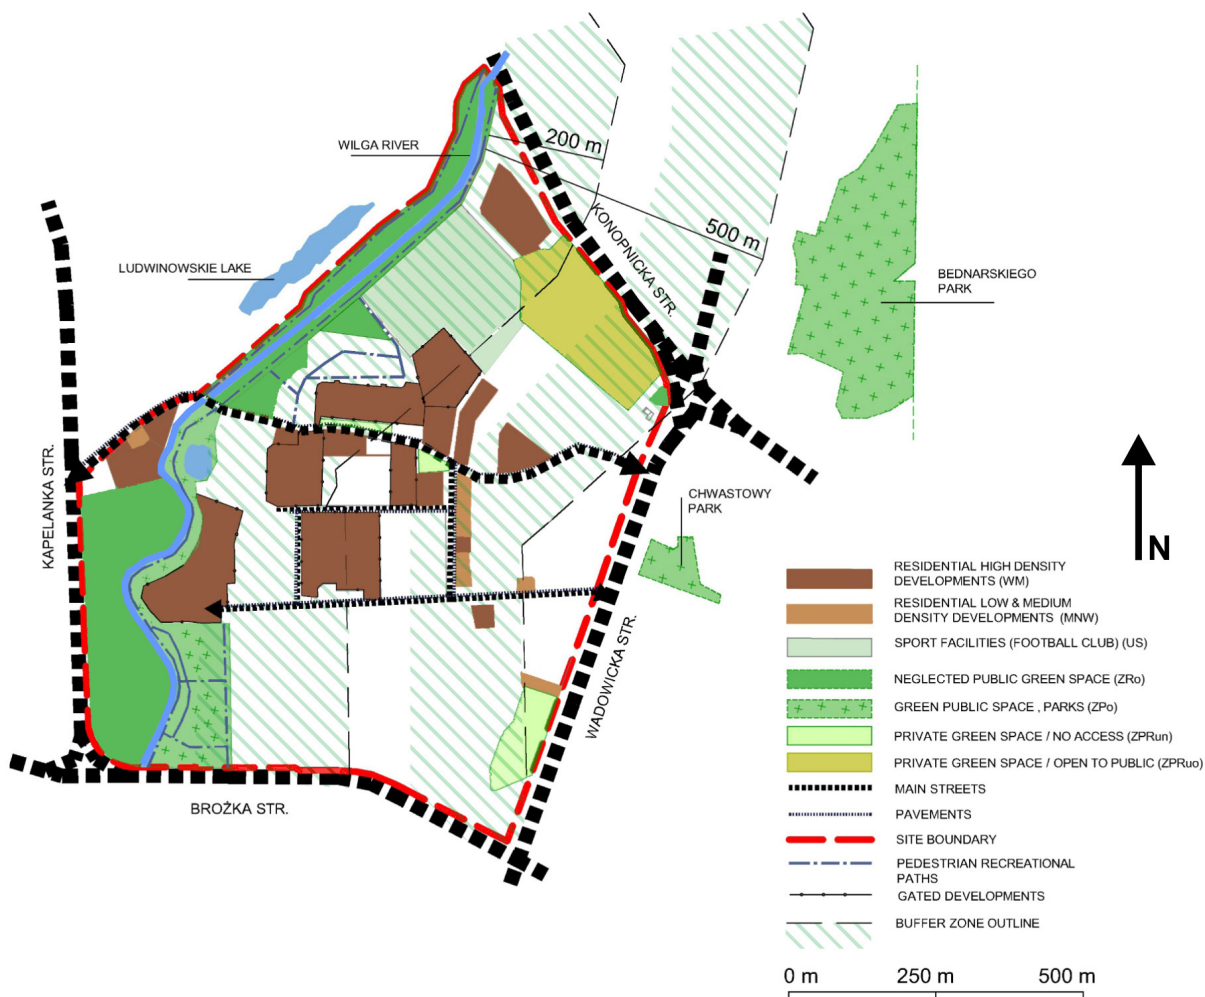 WILGA RIVER
200 m
KONOPNICKA STR.
500 m
LUDWINOWSKIE LAKE
BEDNARSKIEGO
PARK
KAPELANKA STR.
CHWASTOWY
PARK
N
WADOWICKA STR.
BROŻKA STR.
RESIDENTIAL HIGH DENSITY
DEVELOPMENTS (WM)
RESIDENTIAL LOW & MEDIUM
DENSITY DEVELOPMENTS (MNW)
SPORT FACILITIES (FOOTBALL CLUB) (US)
NEGLECTED PUBLIC GREEN SPACE (ZRo)
GREEN PUBLIC SPACE , PARKS (ZPo)
PRIVATE GREEN SPACE / NO ACCESS (ZPRun)
PRIVATE GREEN SPACE / OPEN TO PUBLIC (ZPRuo)
MAIN STREETS
PAVEMENTS
SITE BOUNDARY
PEDESTRIAN RECREATIONAL
PATHS
GATED DEVELOPMENTS
BUFFER ZONE OUTLINE
0 m 250 m 500 m